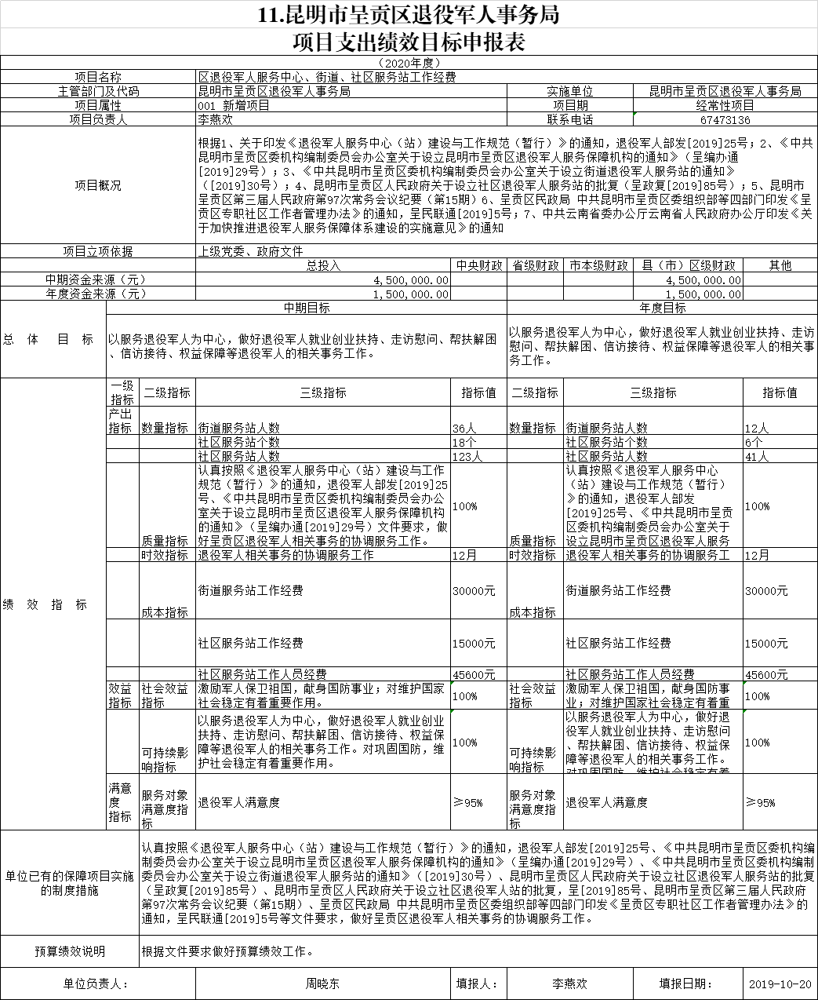 11.昆明市呈贡区退役军人事务局
项目支出绩效目标申报表
（2020年度）
项目名称 区退役军人服务中心、街道、社区服务站工作经费
主管部门及代码 昆明市呈贡区退役军人事务局 实施单位 昆明市呈贡区退役军人事务局
项目属性 001 新增项目 项目期 经常性项目
项目负责人 李燕欢 联系电话 67473136
项目概况
根据1、关于印发《退役军人服务中心（站）建设与工作规范（暂行）》的通知，退役军人部发[2019]25号；2、《中共
昆明市呈贡区委机构编制委员会办公室关于设立昆明市呈贡区退役军人服务保障机构的通知》（呈编办通
[2019]29号）；3、《中共昆明市呈贡区委机构编制委员会办公室关于设立街道退役军人服务站的通知》
（[2019]30号）；4、昆明市呈贡区人民政府关于设立社区退役军人服务站的批复（呈政复[2019]85号）；5、昆明市
呈贡区第三届人民政府第97次常务会议纪要（第15期）6、呈贡区民政局 中共昆明市呈贡区委组织部等四部门印发《呈
贡区专职社区工作者管理办法》的通知，呈民联通[2019]5号；7、中共云南省委办公厅云南省人民政府办公厅印发《关
于加快推进退役军人服务保障体系建设的实施意见》的通知
项目立项依据 上级党委、政府文件
总投入 中央财政 省级财政 市本级财政 县（市）区级财政 其他
中期资金来源（元） 4,500,000.00 4,500,000.00
年度资金来源（元） 1,500,000.00 1,500,000.00
总 体 目 标
中期目标 年度目标
以服务退役军人为中心，做好退役军人就业创业扶持、走访慰问、帮扶解困
、信访接待、权益保障等退役军人的相关事务工作。
以服务退役军人为中心，做好退役军人就业创业扶持、走访
慰问、帮扶解困、信访接待、权益保障等退役军人的相关事
务工作。
绩 效 指 标
一级
指标
二级指标 三级指标 指标值 二级指标 三级指标 指标值
产出
指标
数量指标 街道服务站人数 36人 数量指标 街道服务站人数 12人
社区服务站个数 18个 社区服务站个数 6个
社区服务站人数 123人 社区服务站人数 41人
质量指标
认真按照《退役军人服务中心（站）建设与工作
规范（暂行）》的通知，退役军人部发[2019]25
号、《中共昆明市呈贡区委机构编制委员会办公
室关于设立昆明市呈贡区退役军人服务保障机构
的通知》（呈编办通[2019]29号）文件要求，做
好呈贡区退役军人相关事务的协调服务工作。
100%
质量指标
认真按照《退役军人服务中心
（站）建设与工作规范（暂行）
》的通知，退役军人部发
[2019]25号、《中共昆明市呈贡
区委机构编制委员会办公室关于
设立昆明市呈贡区退役军人服务
100%
时效指标 退役军人相关事务的协调服务工作 12月 时效指标 退役军人相关事务的协调服务工 12月
成本指标 街道服务站工作经费 30000元 成本指标 街道服务站工作经费 30000元
社区服务站工作经费 15000元 社区服务站工作经费 15000元
社区服务站工作人员经费 45600元 社区服务站工作人员经费 45600元
效益
指标
社会效益
指标
激励军人保卫祖国，献身国防事业；对维护国家
社会稳定有着重要作用。
100%
社会效益
指标
激励军人保卫祖国，献身国防事
业；对维护国家社会稳定有着重
100%
可持续影
响指标
以服务退役军人为中心，做好退役军人就业创业
扶持、走访慰问、帮扶解困、信访接待、权益保
障等退役军人的相关事务工作。对巩固国防，维
护社会稳定有着重要作用。
100%
可持续影
响指标
以服务退役军人为中心，做好退
役军人就业创业扶持、走访慰问
、帮扶解困、信访接待、权益保
障等退役军人的相关事务工作。
对巩固国防，维护社会稳定有着
100%
满意
度
指标
服务对象
满意度指
标
退役军人满意度 ≥95%
服务对象
满意度指
标
退役军人满意度 ≥95%
单位已有的保障项目实施
的制度措施
认真按照《退役军人服务中心（站）建设与工作规范（暂行）》的通知，退役军人部发[2019]25号、《中共昆明市呈贡区委机构编
制委员会办公室关于设立昆明市呈贡区退役军人服务保障机构的通知》（呈编办通[2019]29号）、《中共昆明市呈贡区委机构编制
委员会办公室关于设立街道退役军人服务站的通知》（[2019]30号）、昆明市呈贡区人民政府关于设立社区退役军人服务站的批复
（呈政复[2019]85号）、昆明市呈贡区人民政府关于设立社区退役军人站的批复，呈[2019]85号、昆明市呈贡区第三届人民政府
第97次常务会议纪要（第15期）、呈贡区民政局 中共昆明市呈贡区委组织部等四部门印发《呈贡区专职社区工作者管理办法》的
通知，呈民联通[2019]5号等文件要求，做好呈贡区退役军人相关事务的协调服务工作。
预算绩效说明 根据文件要求做好预算绩效工作。
单位负责人： 周晓东 填报人： 李燕欢 填报日期： 2019-10-20